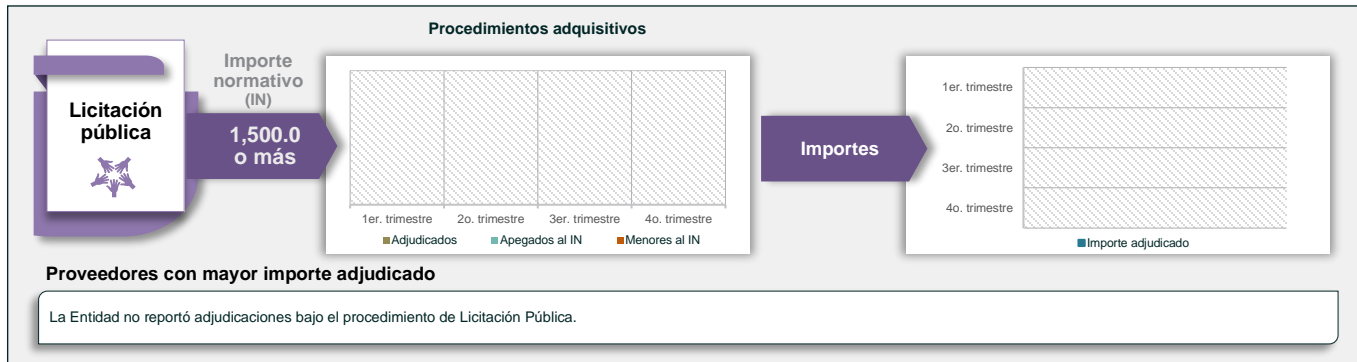 Procedimientos adquisitivos
Licitación
pública
Importe
normativo
(IN)
1,500.0
o más
1er. trimestre
2o. trimestre
3er. trimestre
4o. trimestre
Adjudicados
Apegados al IN
Menores al IN
Importes
1er. trimestre
2o. trimestre
3er. trimestre
4o. trimestre
Importe adjudicado
Proveedores con mayor importe adjudicado
La Entidad no reportó adjudicaciones bajo el procedimiento de Licitación Pública.